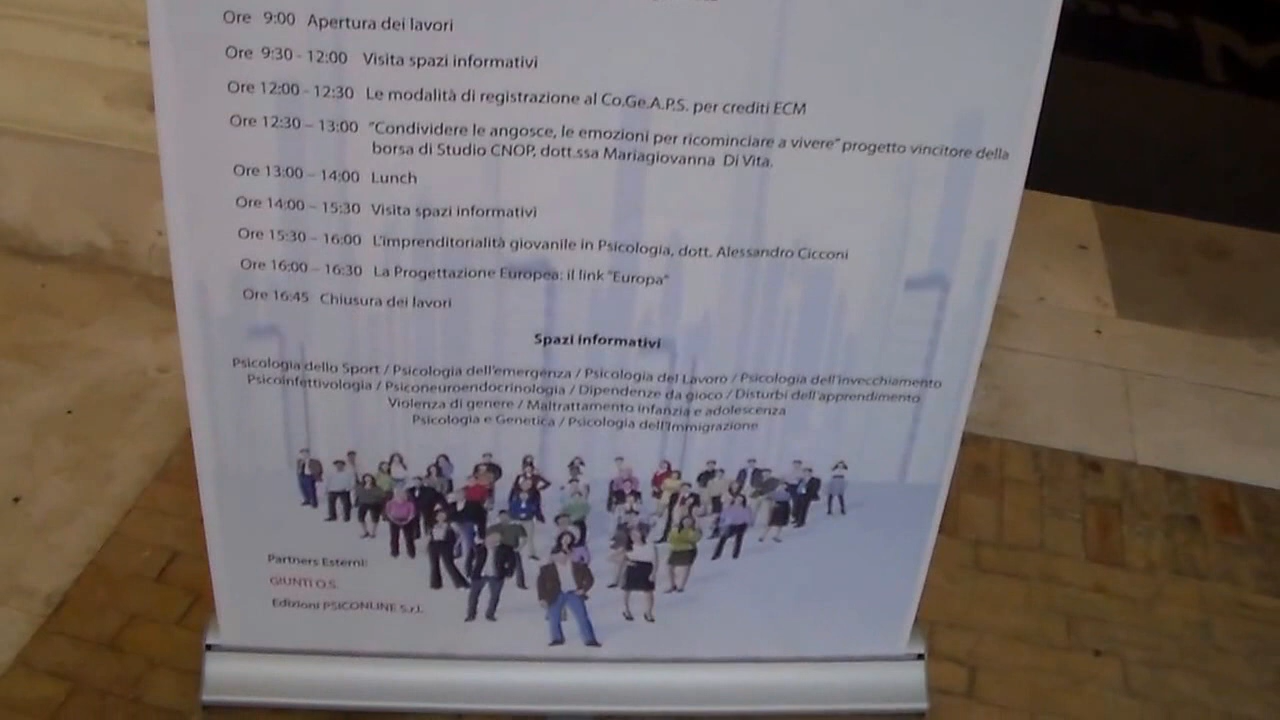 Ore 9:00 Apertura dei lavori
Ore 9:30 - 12:00 Visita spazi informativi
Ore 12:00 - 12:30 Le modalità di registrazione al Co.Ge.A.P.S. per crediti ECM
Ore 12:30 – 13:00 "Condividere le angosce, le emozioni per ricominciare a vivere" progetto vincitore della
borsa di Studio CNOP, dott.ssa Mariagiovanna Di Vita.
Ore 13:00 – 14:00 Lunch
Ore 14:00 – 15:30 Visita spazi informativi
Ore 15:30 – 16:00 L'imprenditorialità giovanile in Psicologia, dott. Alessandro Cicconi
Ore 16:00 – 16:30 La Progettazione Europea: il link "Europa"
Ore 16:45 Chiusura dei lavori
Spazi informativi
Psicologia dello Sport / Psicologia dell'emergenza / Psicologia del Lavoro / Psicologia dell'invecchiamento
Psicoinfettivologia / Psiconeuroendocrinologia / Dipendenze da gioco / Disturbi dell'apprendimento
Violenza di genere / Maltrattamento infanzia e adolescenza
Psicologia e Genetica / Psicologia dell'Immigrazione
Partners Esterni:
GIUNTI O.S.
Edizioni PSICONLINE S.r.l.